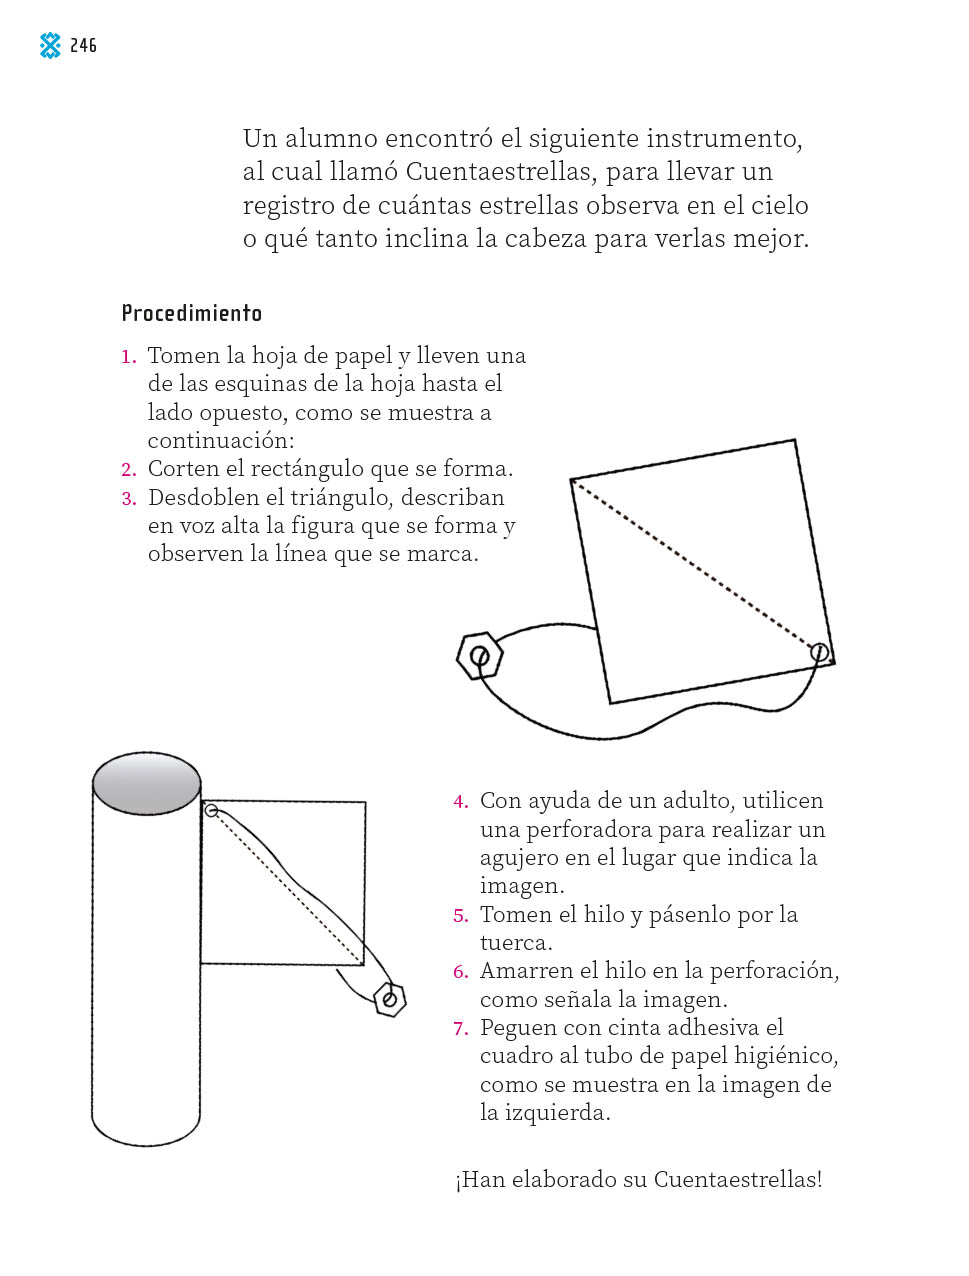 246
Un alumno encontró el siguiente instrumento,
al cual llamó Cuentaestrellas, para llevar un
registro de cuántas estrellas observa en el cielo
o qué tanto inclina la cabeza para verlas mejor.
Procedimiento
1. Tomen la hoja de papel y lleven una
de las esquinas de la hoja hasta el
lado opuesto, como se muestra a
continuación:
2. Corten el rectángulo que se forma.
3. Desdoblen el triángulo, describan
en voz alta la figura que se forma y
observen la línea que se marca.
4. Con ayuda de un adulto, utilicen
una perforadora para realizar un
agujero en el lugar que indica la
imagen.
5. Tomen el hilo y pásenlo por la
tuerca.
6. Amarren el hilo en la perforación,
como señala la imagen.
7. Peguen con cinta adhesiva el
cuadro al tubo de papel higiénico,
como se muestra en la imagen de
la izquierda.
¡Han elaborado su Cuentaestrellas!